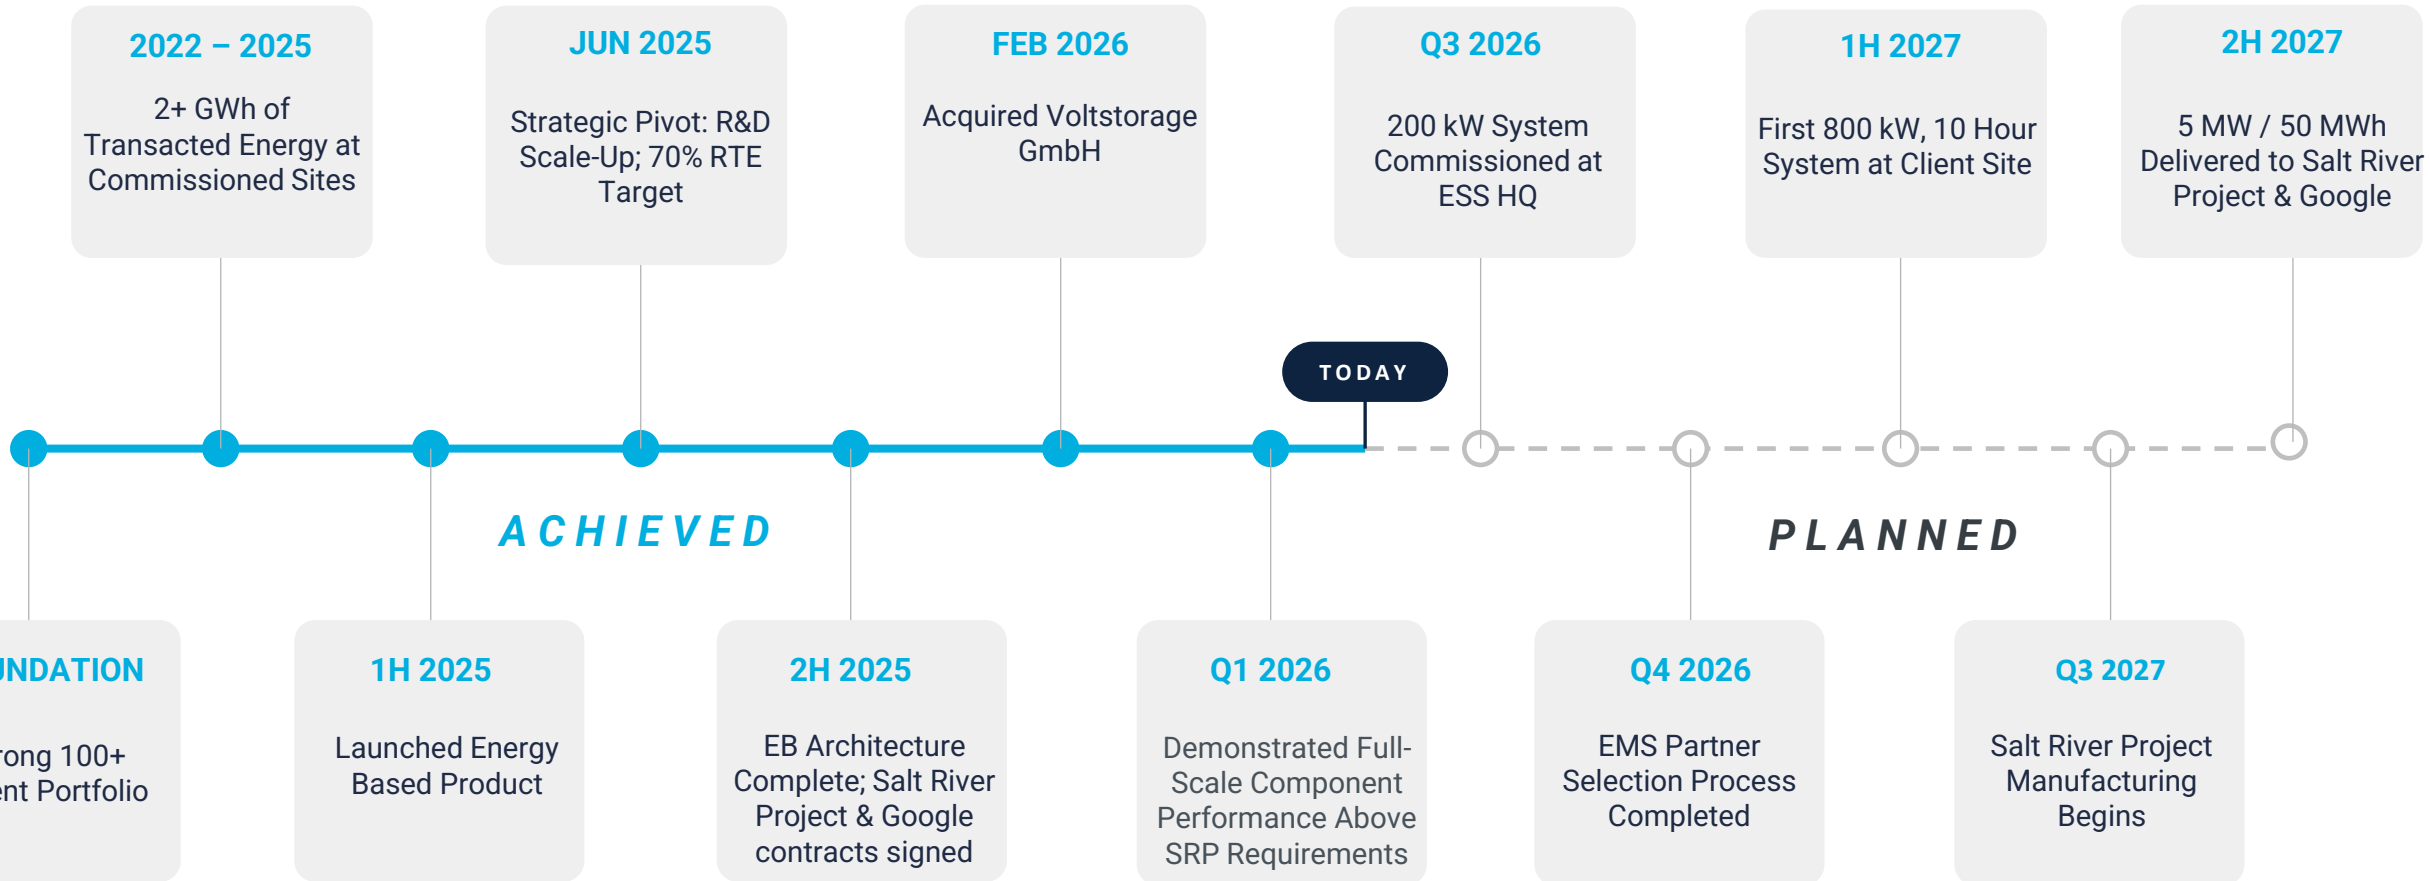 2022 – 2025
2+ GWh of
Transacted Energy at
Commissioned Sites
JUN 2025
Strategic Pivot: R&D
Scale-Up; 70% RTE
Target
FEB 2026
Acquired Voltstorage
GmbH
Q3 2026
200 kW System
Commissioned at
ESS HQ
1H 2027
First 800 kW, 10 Hour
System at Client Site
2H 2027
5 MW / 50 MWh
Delivered to Salt River
Project & Google
TODAY
ACHIEVED
PLANNED
100+
Portfolio
1H 2025
Launched Energy
Based Product
2H 2025
EB Architecture
Complete; Salt River
Project & Google
contracts signed
Q1 2026
Demonstrated Full-
Scale Component
Performance Above
SRP Requirements
Q4 2026
EMS Partner
Selection Process
Completed
Q3 2027
Salt River Project
Manufacturing
Begins